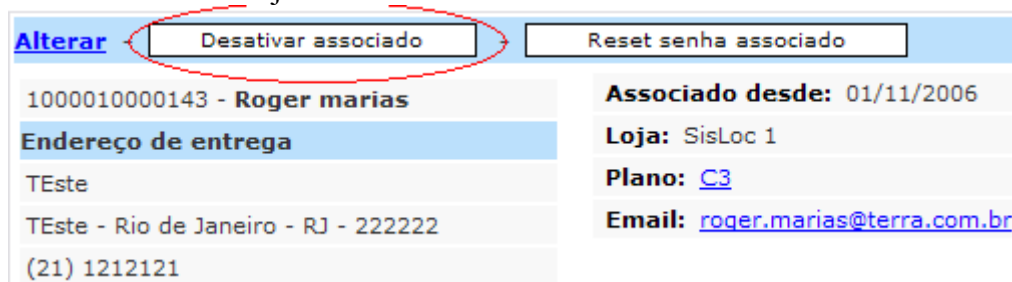 Alterar - Desativar associado - Reset senha associado
1000010000143 - Roger marias
Endereço de entrega
TEste
TEste - Rio de Janeiro - RJ - 222222
(21) 1212121
Associado desde: 01/11/2006
Loja: SisLoc 1
Plano: C3
Email: roger.marias@terra.com.br